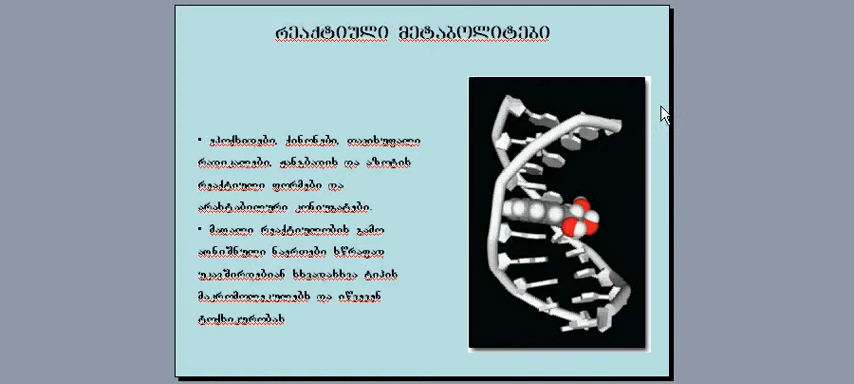 რეაქტიული მეტაბოლიტები
• ეპოქსიდები, ქინონები, თავისუფალი
რადიკალები, ჟანგბადის და აზოტის
რეაქტიული ფორმები და
არასტაბილური კონიუგატები.
• მაღალი რეაქტიულობის გამო
აღნიშნული ნაერთები სწრაფად
უკავშირდებიან სხვადასხვა ტიპის
მაკრომოლეკულებს და იწვევენ
ტოქსიკურობას